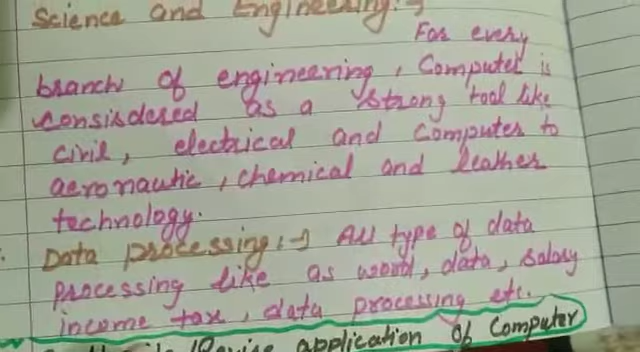 Science and Engineering :→
For every
branch of engineering, Computer is
consisdered as a strong tool like
civil, electrical and computer to
aeronautic, chemical and leather
technology.
Data processing :→ All type of data
processing like as would, data, salary
income tax, data processing etc.
application of computer